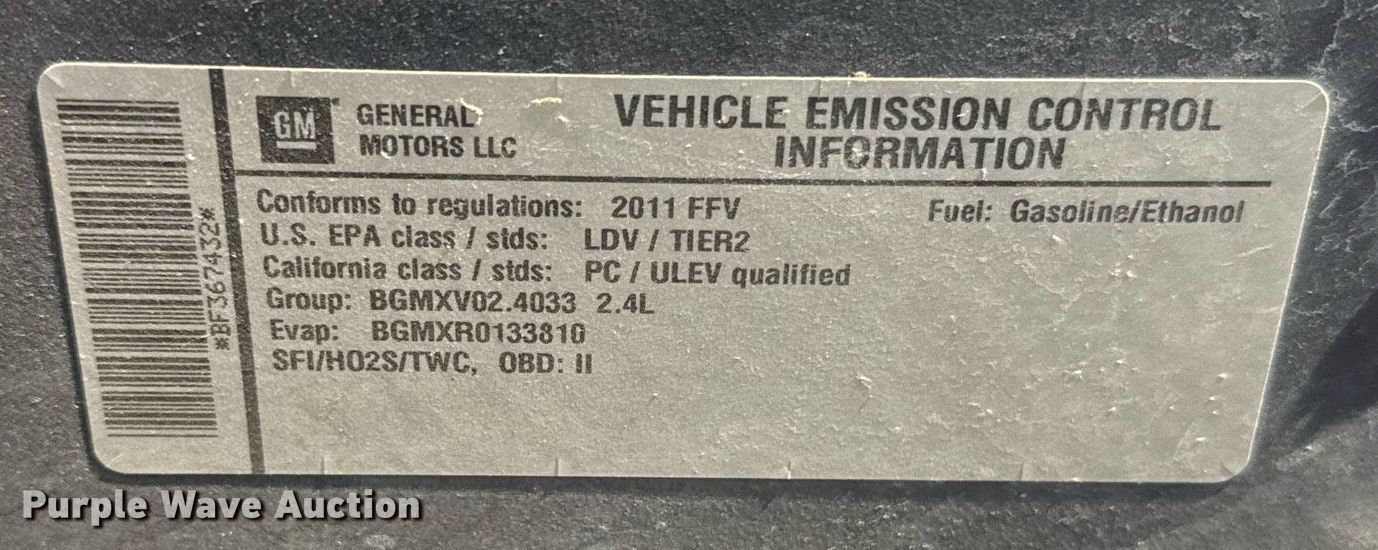 *BF367432*
GM
GENERAL
MOTORS LLC
VEHICLE EMISSION CONTROL
INFORMATION
Conforms to regulations: 2011 FFV Fuel: Gasoline/Ethanol
U.S. EPA class / stds: LDV / TIER2
California class / stds: PC / ULEV qualified
Group: BGMXV02.4033 2.4L
Evap: BGMXR0133810
SFI/HO2S/TWC, OBD: II
Purple Wave Auction